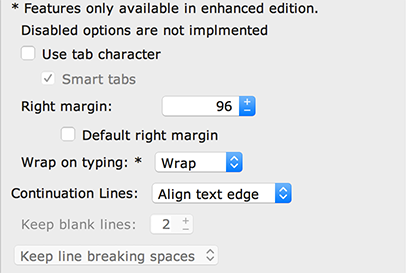 * Features only available in enhanced edition.
Disabled options are not implmented
Use tab character
Smart tabs
Right margin: 96
Default right margin
Wrap on typing: * Wrap
Continuation Lines: Align text edge
Keep blank lines: 2
Keep line breaking spaces